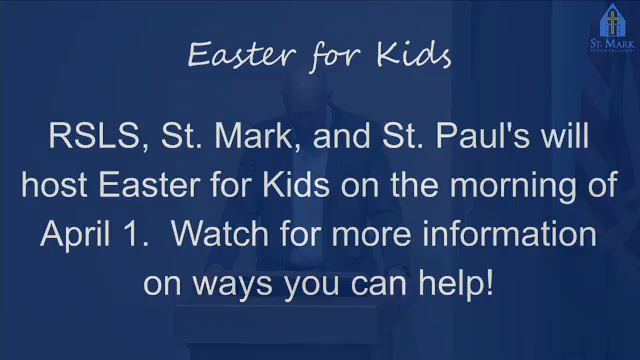 Easter for Kids
ST. MARK
RSLS, St. Mark, and St. Paul's will
host Easter for Kids on the morning of
April 1.  Watch for more information
on ways you can help!